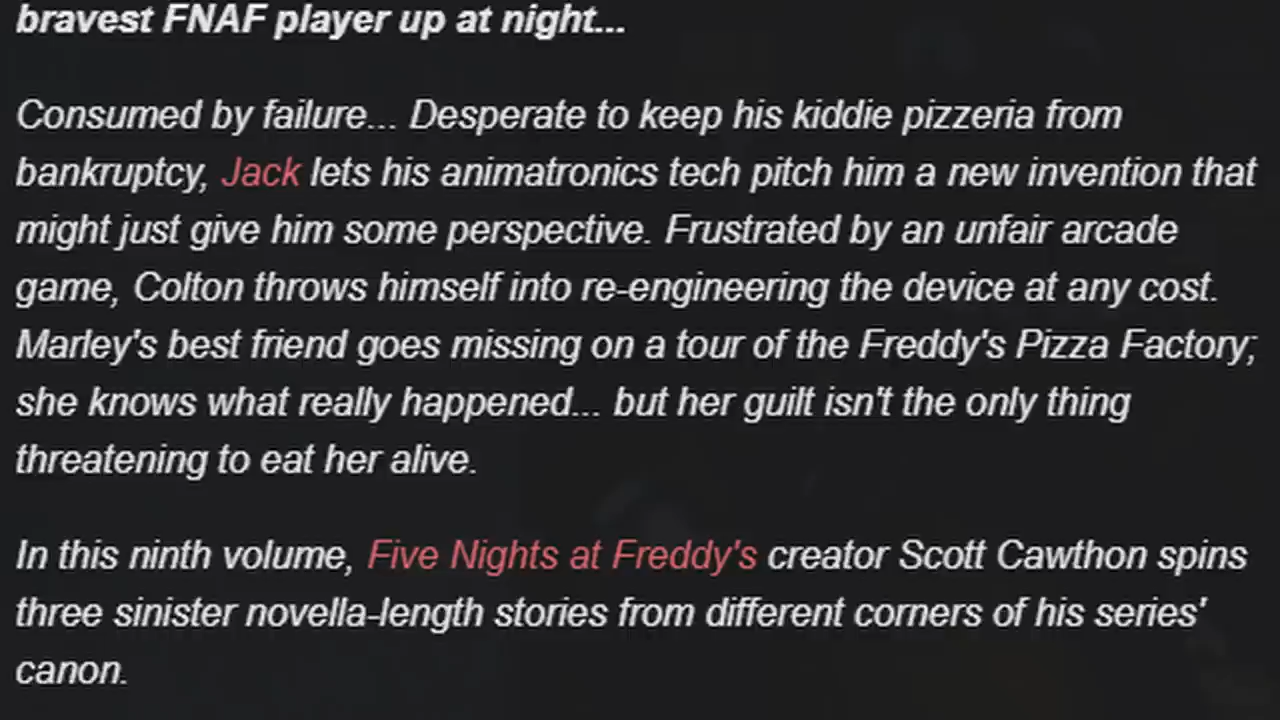 bravest FNAF player up at night...
Consumed by failure... Desperate to keep his kiddie pizzeria from
bankruptcy, Jack lets his animatronics tech pitch him a new invention that
might just give him some perspective. Frustrated by an unfair arcade
game, Colton throws himself into re-engineering the device at any cost.
Marley's best friend goes missing on a tour of the Freddy's Pizza Factory;
she knows what really happened... but her guilt isn't the only thing
threatening to eat her alive.
In this ninth volume, Five Nights at Freddy's creator Scott Cawthon spins
three sinister novella-length stories from different corners of his series'
canon.